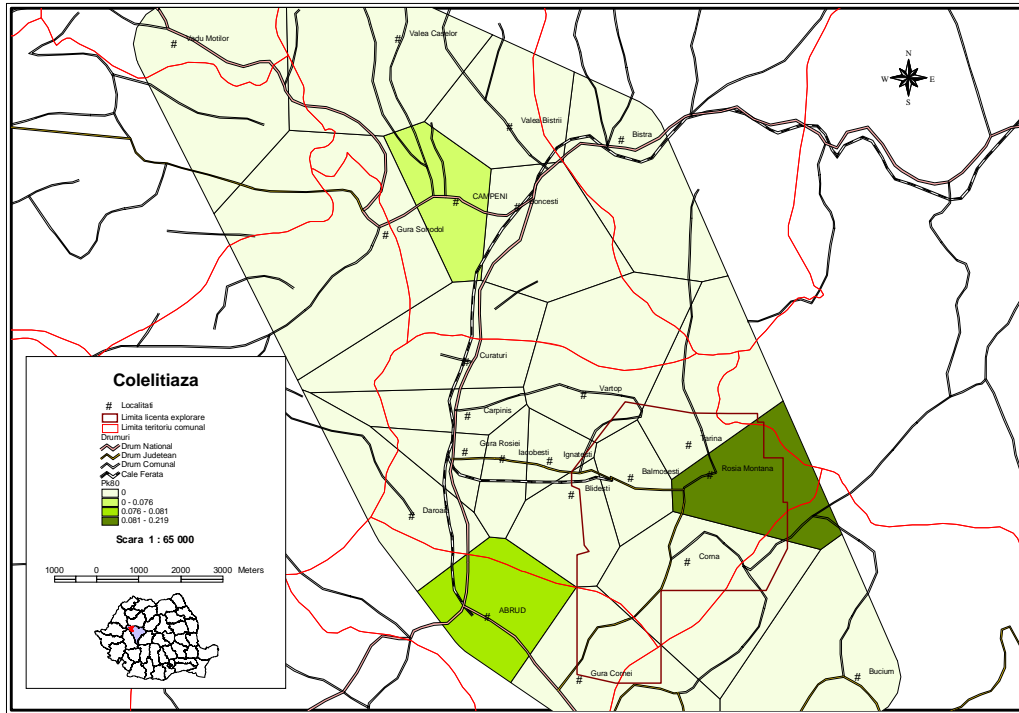 Vadu Motilor
Valea Caselor
N
W
E
S
Valea Bistrii
Bistra
CAMPENI
Boncesti
Gura Sohodol
Curaturi
Vartop
Carpinis
Tarina
Gura Rosiei
Iacobesti
Ignatesti
Balmosesti
Rosia Montana
Blidesti
Daroaia
Corna
ABRUD
Gura Cornei
Bucium
Colelitiaza
# Localitati
Limita licenta explorare
Limita teritoriu comunal
Drumuri
Drum National
Drum Judetean
Drum Comunal
Cale Ferata
Pk80
0
0 - 0.076
0.076 - 0.081
0.081 - 0.219
Scara 1 : 65 000
1000 0 1000 2000 3000 Meters